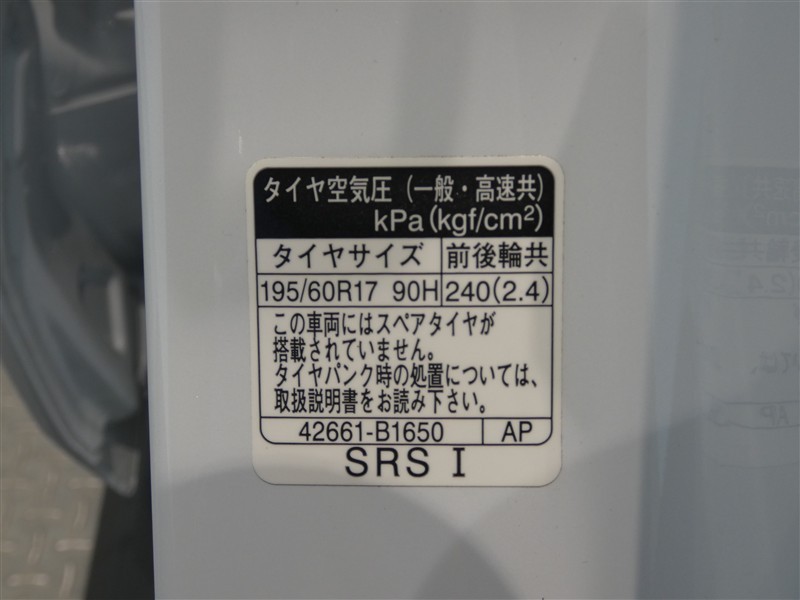 タイヤ空気圧 (一般・高速共)
kPa(kgf/cm²)
タイヤサイズ 前後輪共
195/60R17 90H 240(2.4)
この車両にはスペアタイヤが
搭載されていません。
タイヤパンク時の処置については、
取扱説明書をお読み下さい。
42661-B1650 AP
SRS I